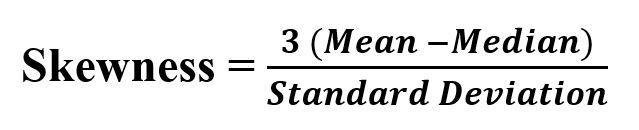 Skewness = 3 (Mean – Median)
Standard Deviation